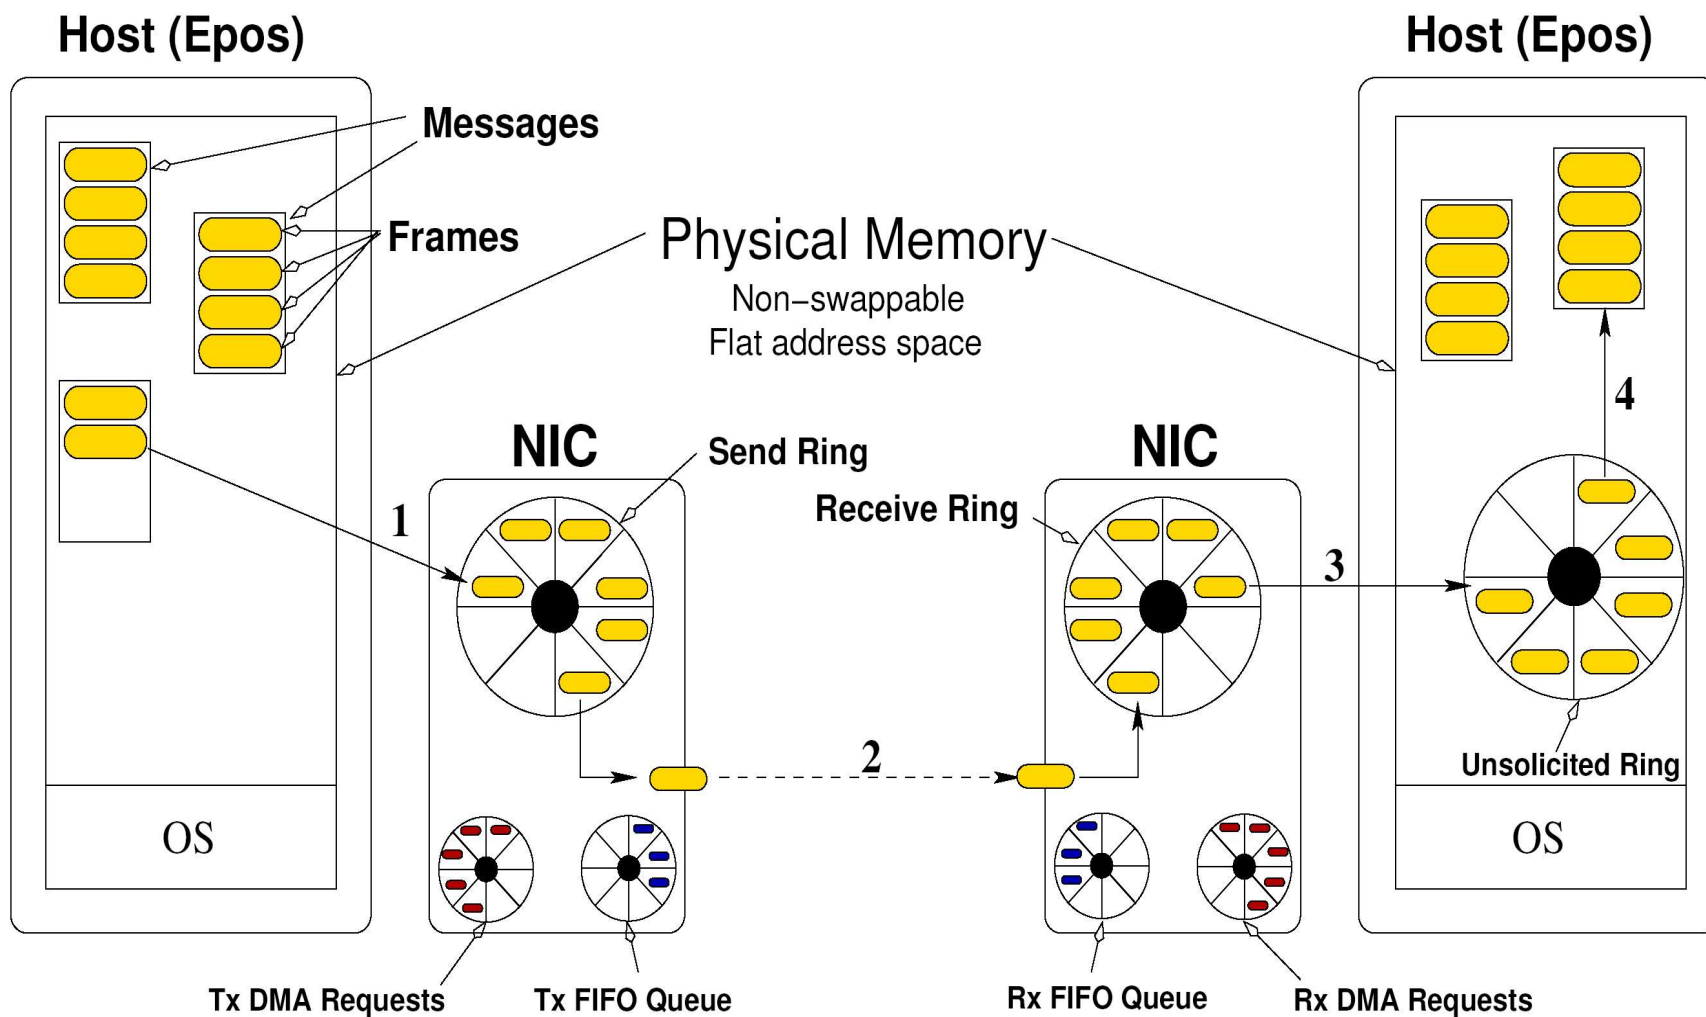 Host (Epos)
Host (Epos)
Messages
Frames
Physical Memory
Non−swappable
Flat address space
4
NIC
Send Ring
NIC
Receive Ring
1
3
2
Unsolicited Ring
OS
OS
Tx DMA Requests
Tx FIFO Queue
Rx FIFO Queue
Rx DMA Requests